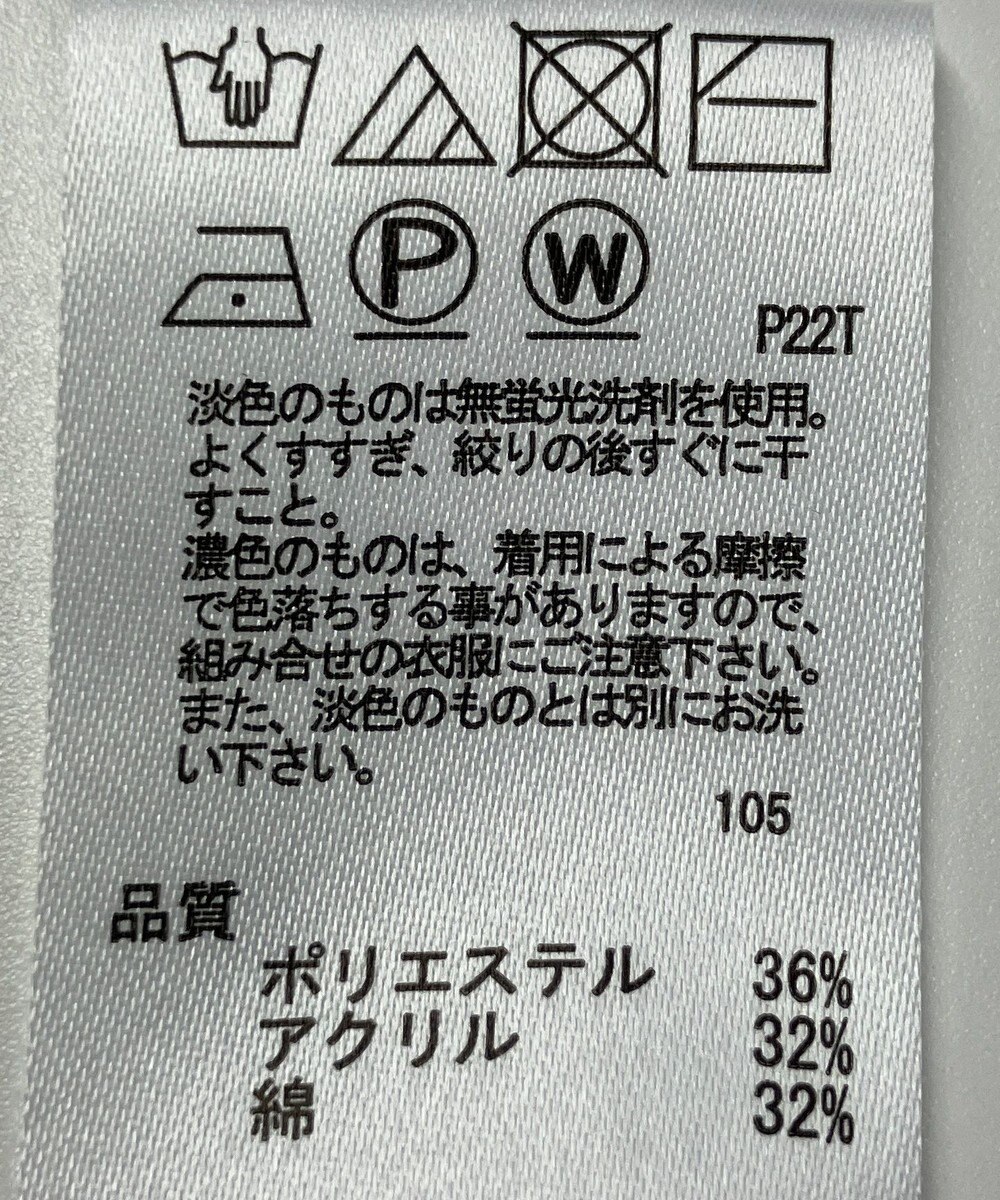 P
W
P22T
淡色のものは無蛍光洗剤を使用。
よくすすぎ、絞りの後すぐに干
すこと。
濃色のものは、着用による摩擦
で色落ちする事がありますので、
組み合せの衣服にご注意下さい。
また、淡色のものとは別にお洗
い下さい。
105
品質
ポリエステル 36%
アクリル 32%
綿 32%